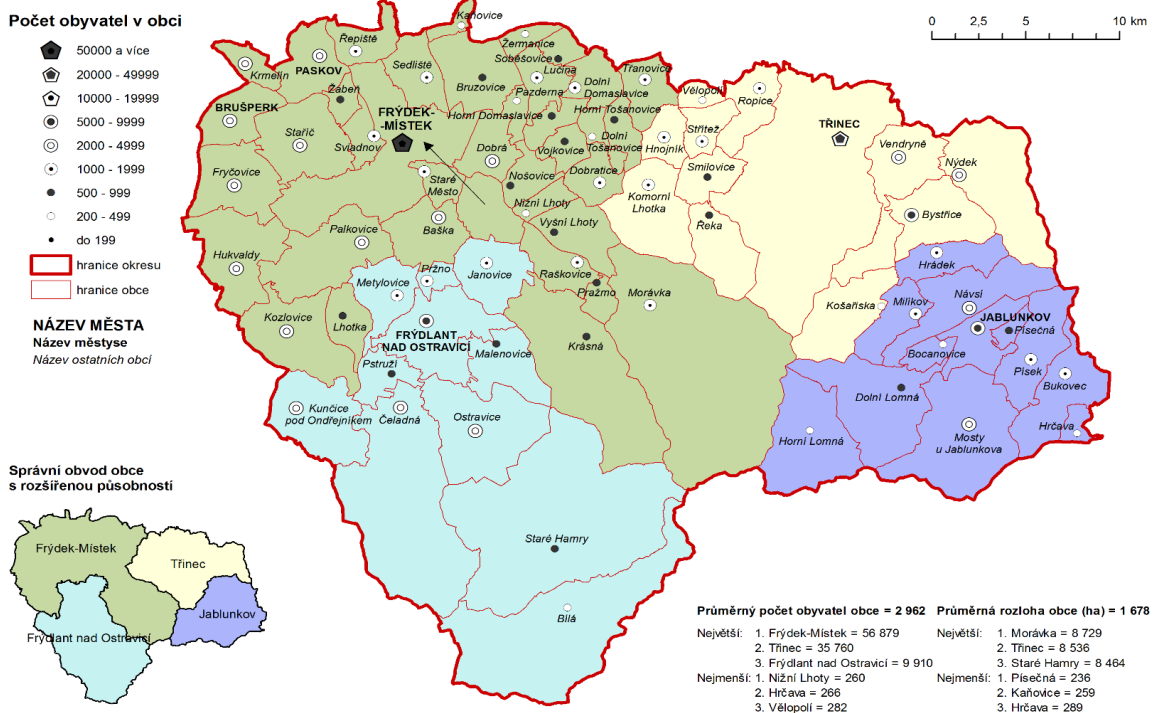 Počet obyvatel v obci
50000 a více
20000 - 49999
10000 - 19999
5000 - 9999
2000 - 4999
1000 - 1999
500 - 999
200 - 499
do 199
hranice okresu
hranice obce
NÁZEV MĚSTA
Název městyse
Název ostatních obcí
0 2,5 5 10 km
Kaňovice
Řepiště
Žermanice
Soběšovice
PASKOV
Sedliště
Lučina
Krmelín
Bruzovice
Pazderna
Dolní
Domaslavice
Tranovice
Vělopolí
Ropice
Žabeň
BRUŠPERK
FRÝDEK-
-MÍSTEK
Horní Domaslavice
Horní Tošanovice
TŘINEC
Stařič
Sviadnov
Dobrá
Vojkovice
Dolní
Tošanovice
Hnojník
Střítež
Vendryně
Fryčovice
Staré
Město
Nošovice
Dobratice
Smilovice
Nýdek
Nižní Lhoty
Komorní
Lhotka
Baška
Vyšní Lhoty
Řeka
Bystřice
Palkovice
Hukvaldy
Pržno
Janovice
Raškovice
Hrádek
Metylovice
Pražmo
Morávka
Košařiska
Milíkov
Návsí
Kozlovice
Lhotka
FRÝDLANT
NAD OSTRAVICÍ
Malenovice
Krásná
JABLUNKOV
Písečná
Bocanovice
Pstruží
Písek
Bukovec
Dolní Lomná
Kunčice
pod Ondřejníkem
Čeladná
Ostravice
Horní Lomná
Mosty
u Jablunkova
Hrčava
Staré Hamry
Bílá
Správní obvod obce
s rozšířenou působností
Frýdek-Místek
Třinec
Jablunkov
Frýdlant nad Ostravicí
Průměrný počet obyvatel obce = 2 962
Největší: 1. Frýdek-Místek = 56 879
2. Třinec = 35 760
3. Frýdlant nad Ostravicí = 9 910
Nejmenší: 1. Nižní Lhoty = 260
2. Hrčava = 266
3. Vělopolí = 282
Průměrná rozloha obce (ha) = 1 678
Největší: 1. Morávka = 8 729
2. Třinec = 8 536
3. Staré Hamry = 8 464
Nejmenší: 1. Písečná = 236
2. Kaňovice = 259
3. Hrčava = 289